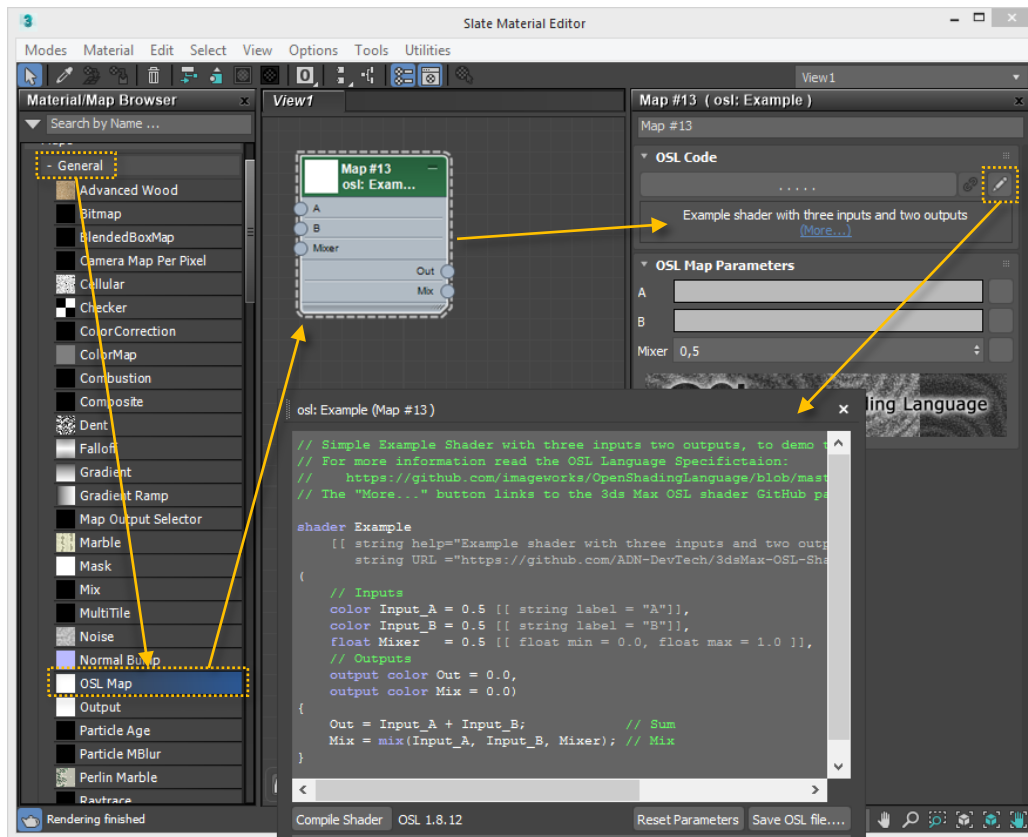 3
Slate Material Editor
Modes Material Edit Select View Options Tools Utilities
0
View1
Material/Map Browser x
View1
Map #13 ( osl: Example ) x
Search by Name ...
Map #13
- General
OSL Code
Advanced Wood
Bitmap
BlendedBoxMap
Camera Map Per Pixel
Cellular
Checker
ColorCorrection
ColorMap
Combustion
Composite
Dent
Falloff
Gradient
Gradient Ramp
Map Output Selector
Marble
Mask
Mix
MultiTile
Noise
Normal Bump
OSL Map
Output
Particle Age
Particle MBlur
Perlin Marble
Raytrace
Map #13
osl: Exam...
A
B
Mixer
Out
Mix
. . . . .
Example shader with three inputs and two outputs
(More...)
OSL Map Parameters
A
B
Mixer 0,5
ling Language
osl: Example (Map #13 ) ×
// Simple Example Shader with three inputs two outputs, to demo t
// For more information read the OSL Language Specifictaion:
// https://github.com/imageworks/OpenShadingLanguage/blob/mast
// The "More..." button links to the 3ds Max OSL shader GitHub pa
shader Example
[[ string help="Example shader with three inputs and two outp
string URL ="https://github.com/ADN-DevTech/3dsMax-OSL-Sha
(
// Inputs
color Input_A = 0.5 [[ string label = "A"]],
color Input_B = 0.5 [[ string label = "B"]],
float Mixer = 0.5 [[ float min = 0.0, float max = 1.0 ]],
// Outputs
output color Out = 0.0,
output color Mix = 0.0)
{
Out = Input_A + Input_B; // Sum
Mix = mix(Input_A, Input_B, Mixer); // Mix
}
Compile Shader OSL 1.8.12 Reset Parameters Save OSL file....
Rendering finished